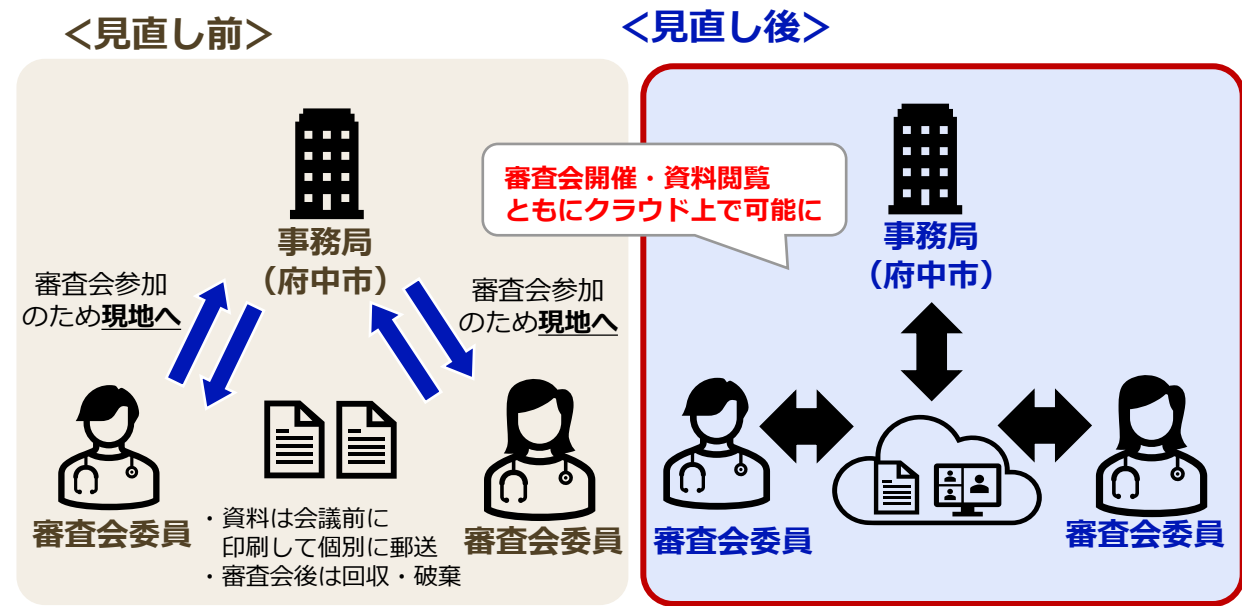 ＜見直し前＞
事務局
（府中市）
審査会参加
のため現地へ
審査会参加
のため現地へ
審査会委員
審査会委員
・資料は会議前に
印刷して個別に郵送
・審査会後は回収・破棄
＜見直し後＞
審査会開催・資料閲覧
ともにクラウド上で可能に
事務局
（府中市）
審査会委員
審査会委員